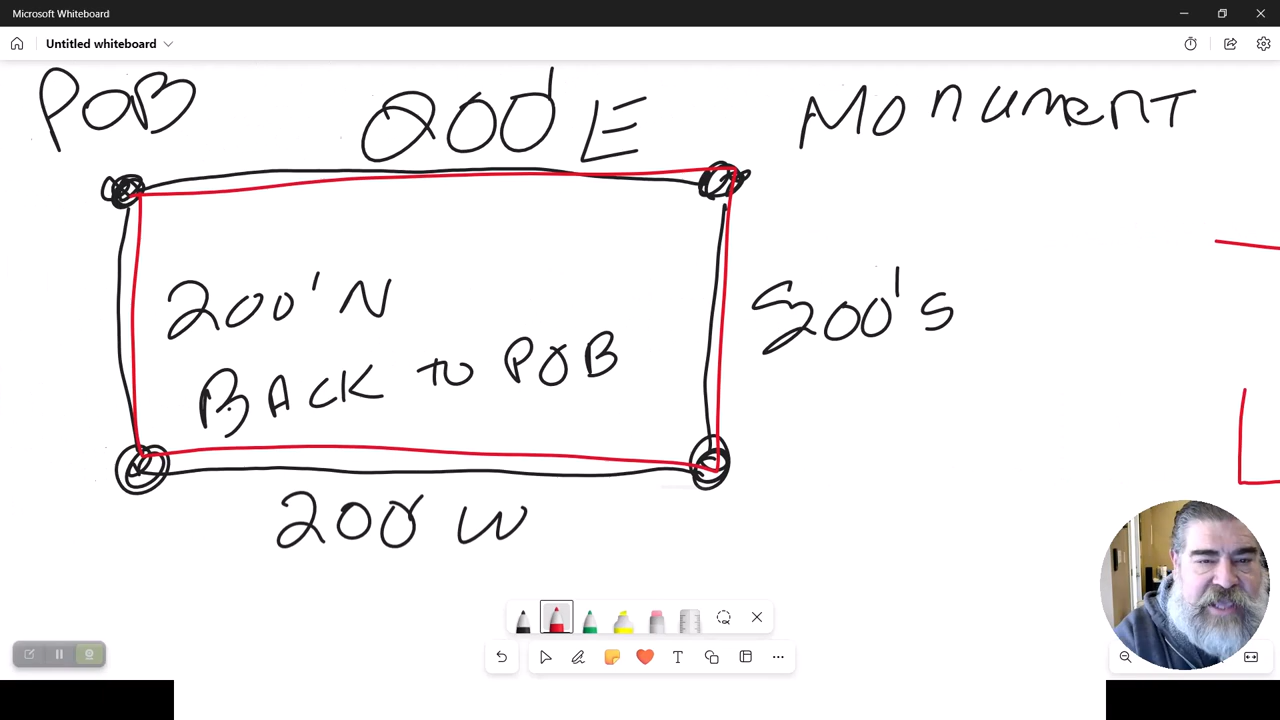 Microsoft Whiteboard
Untitled whiteboard
POB
200' E
Monument
200' N
200' S
BACK to POB
200' W